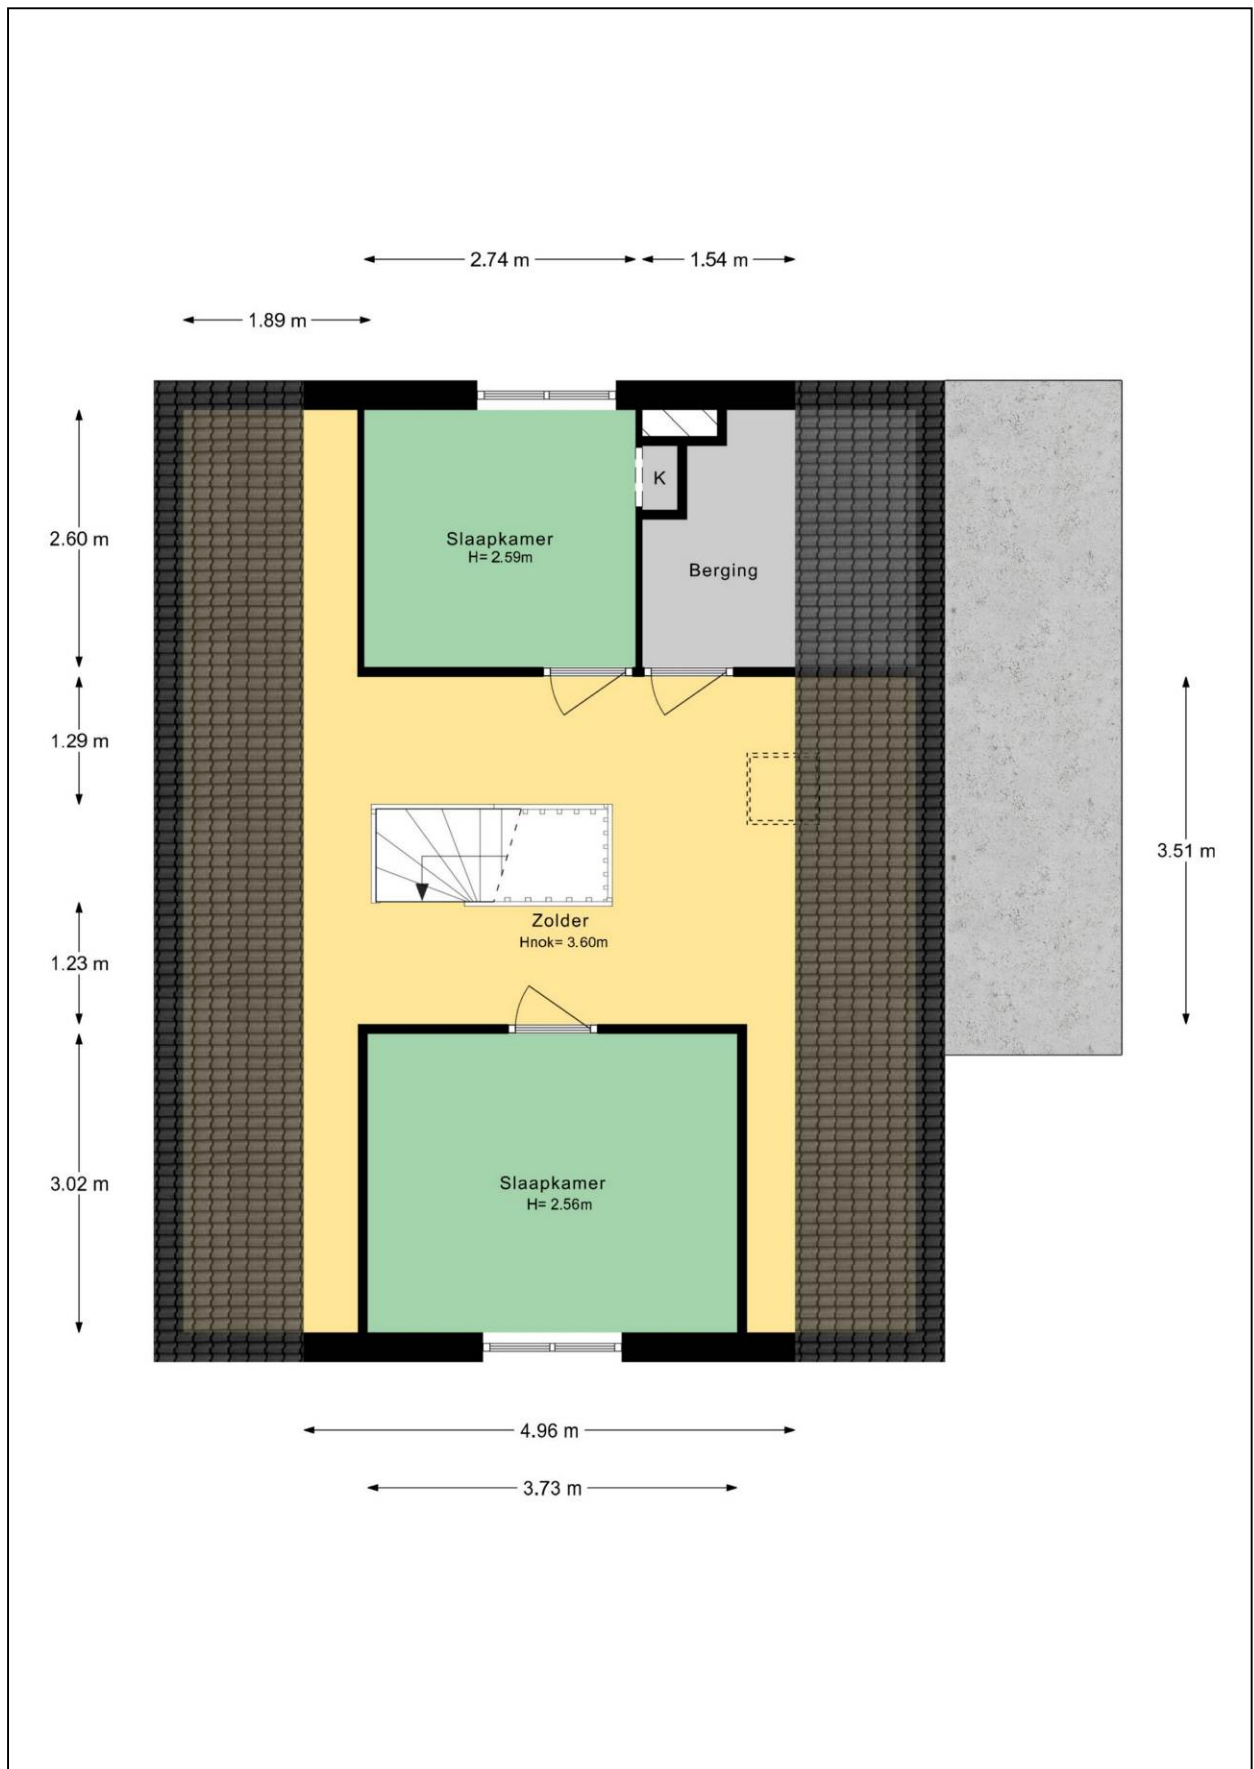 2.74 m
1.54 m
1.89 m
K
2.60 m
Slaapkamer
H= 2.59m
Berging
1.29 m
3.51 m
Zolder
Hnok= 3.60m
1.23 m
3.02 m
Slaapkamer
H= 2.56m
4.96 m
3.73 m